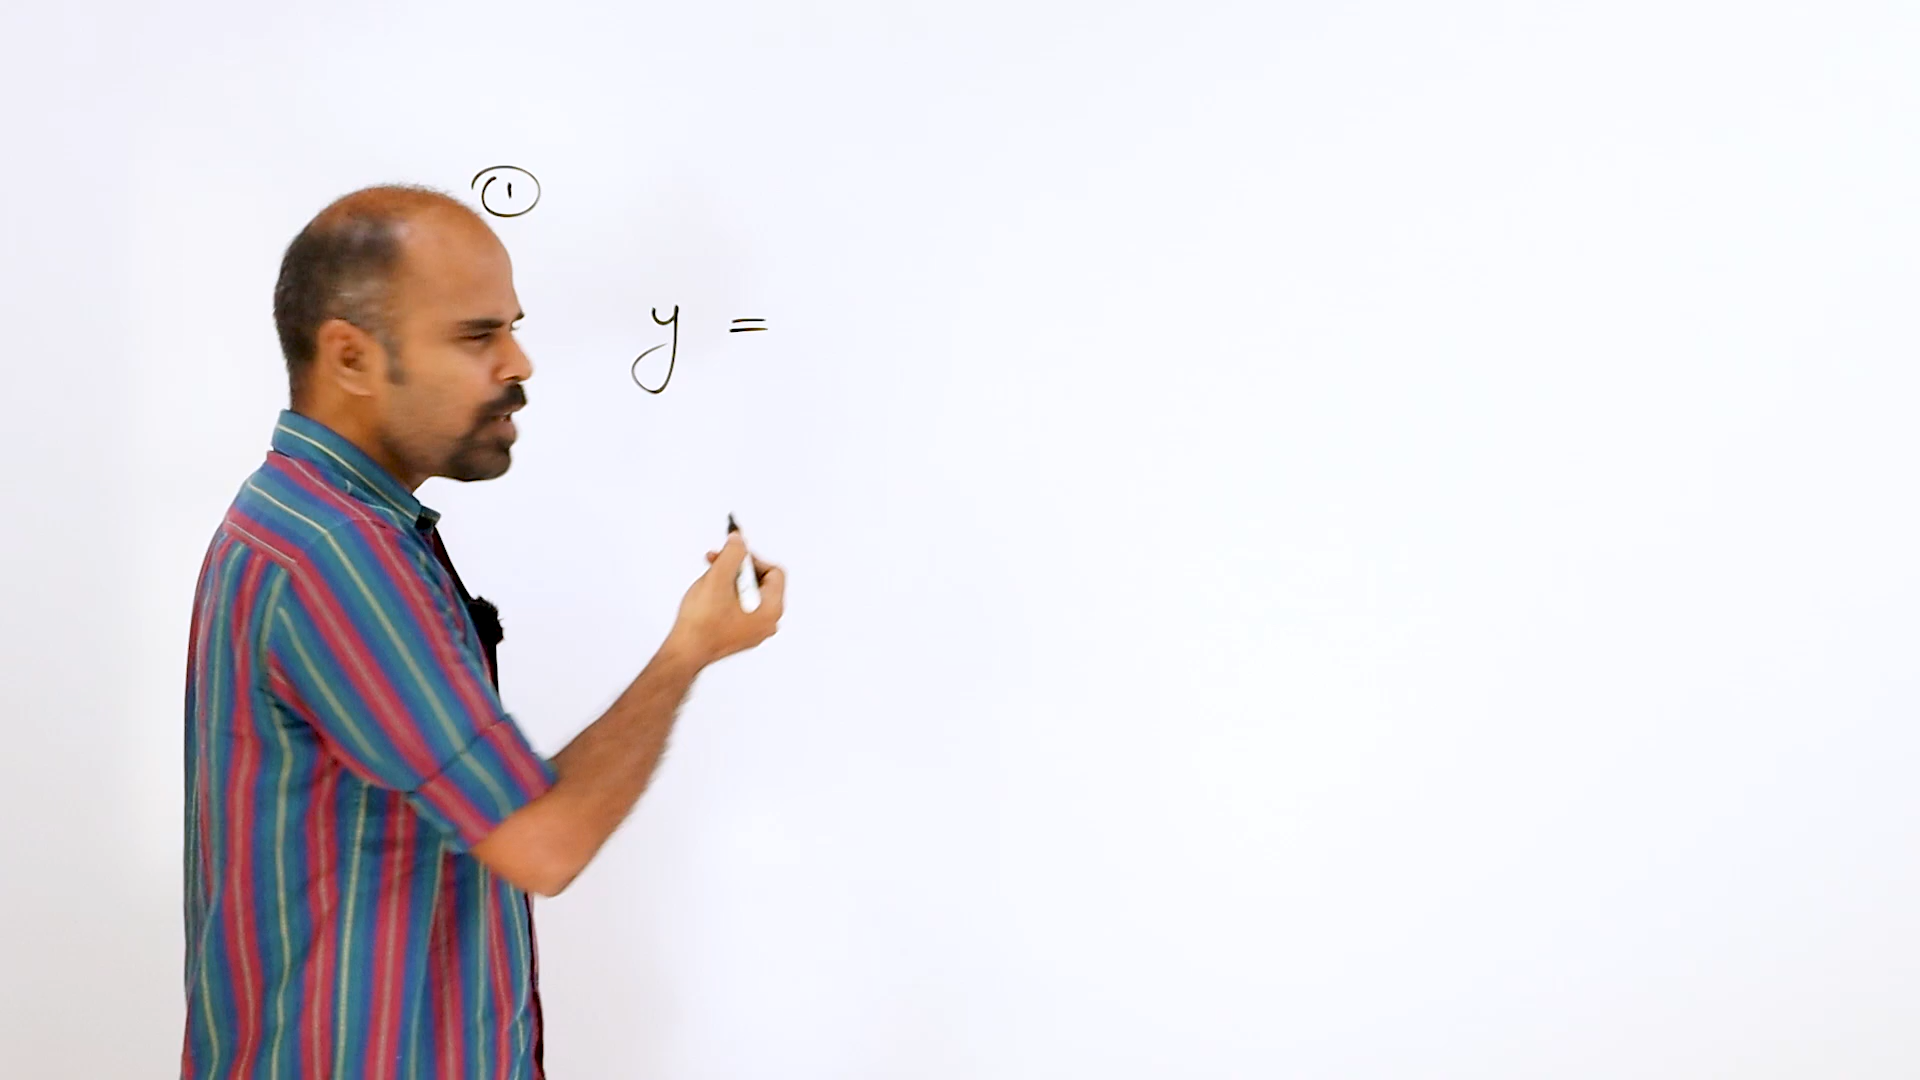 ①
y =